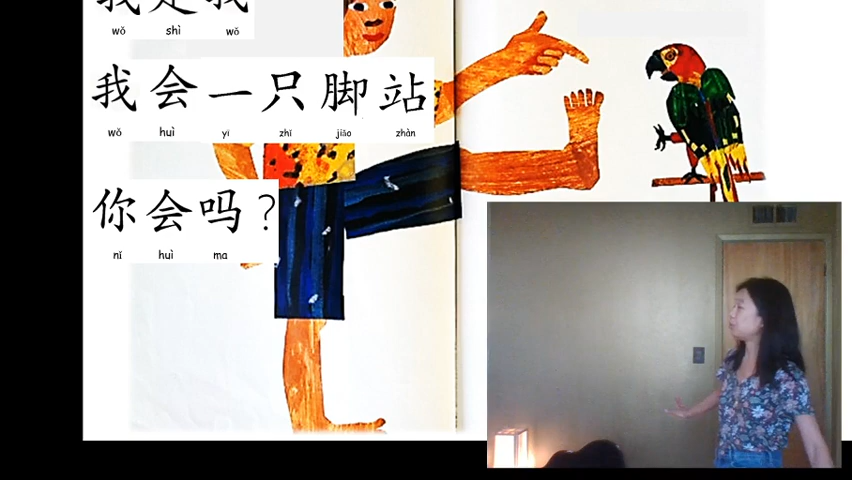 我是我
wǒ shì wǒ
我会一只脚站
wǒ huì yī zhī jiǎo zhàn
你会吗？
nǐ huì ma